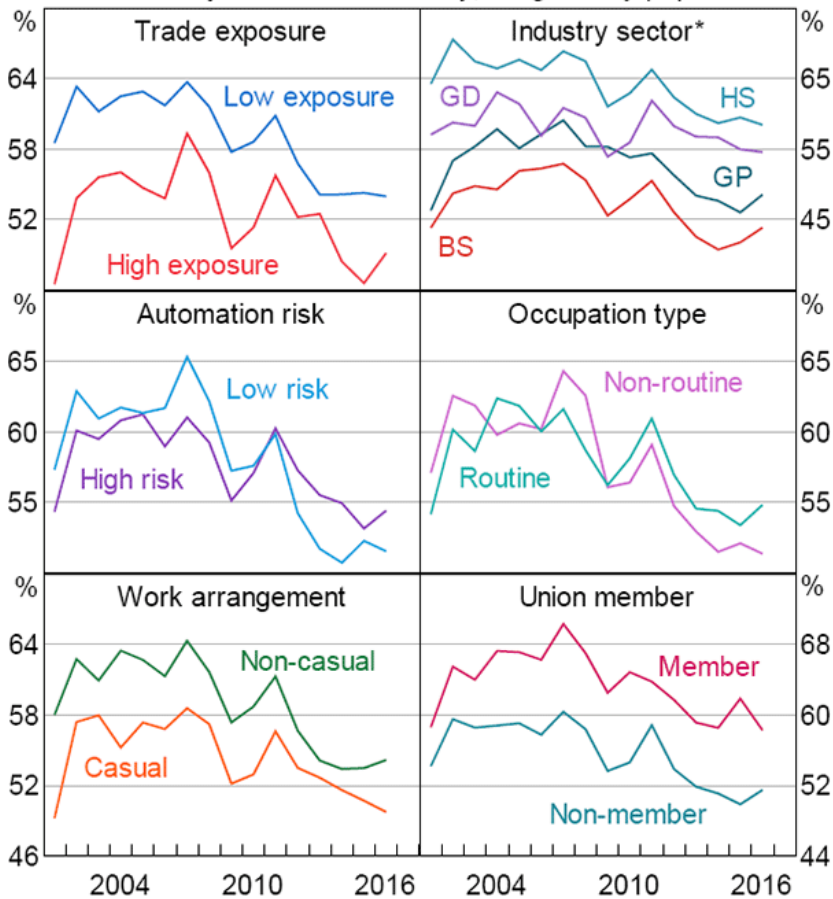 % Trade exposure Industry sector* %
64 Low exposure GD HS 65
58 GP 55
52 High exposure BS 45
% Automation risk Occupation type %
65 Low risk Non-routine 65
60 60
55 High risk Routine 55
% Work arrangement Union member %
64 Non-casual Member 68
58 60
52 Casual Non-member 52
46 44
2004 2010 2016 2004 2010 2016